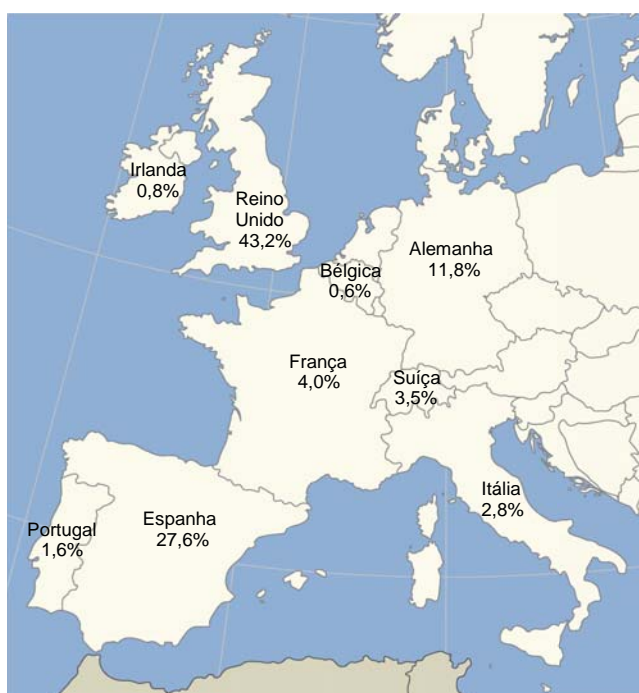 Irlanda
0,8%
Reino
Unido
43,2%
Bélgica
0,6%
Alemanha
11,8%
França
4,0%
Suíça
3,5%
Itália
2,8%
Portugal
1,6%
Espanha
27,6%